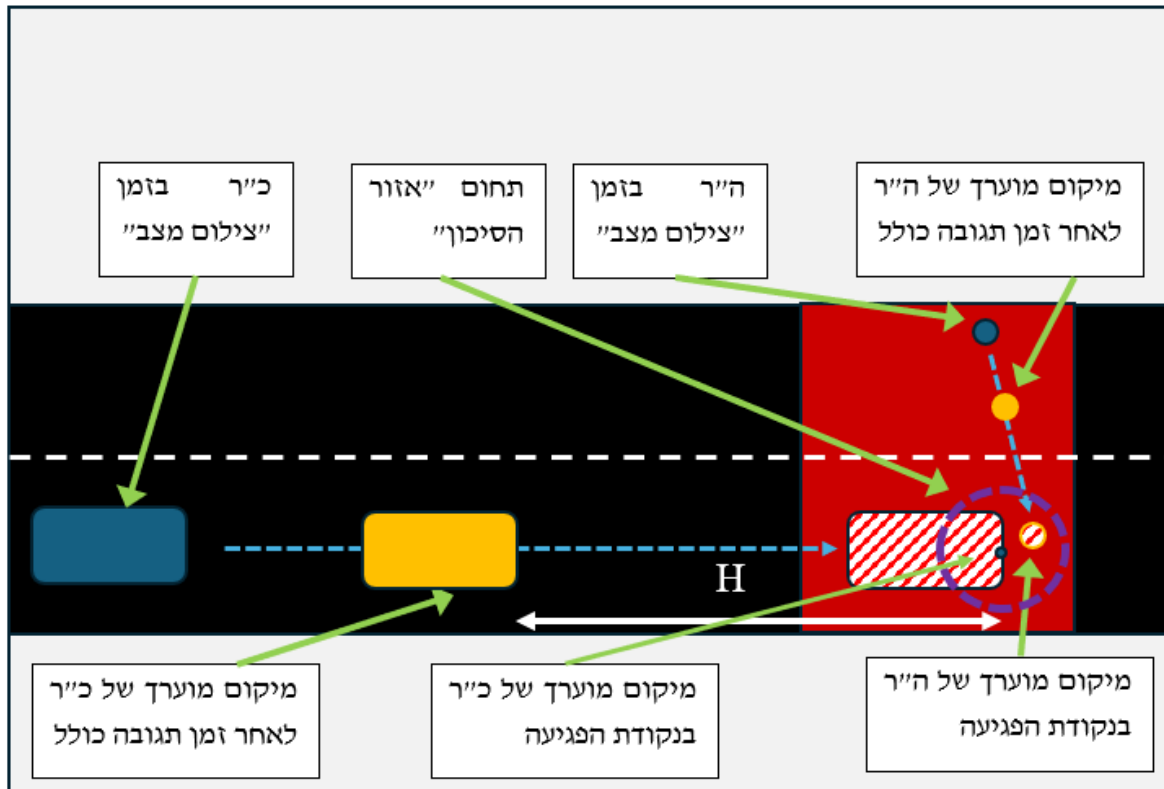 מיקום מוערך של ה״ר
לאחר זמן תגובה כולל
ה״ר בזמן
״צילום מצב״
תחום ״אזור
הסיכון״
כ״ר בזמן
״צילום מצב״
H
מיקום מוערך של ה״ר
בנקודת הפגיעה
מיקום מוערך של כ״ר
בנקודת הפגיעה
מיקום מוערך של כ״ר
לאחר זמן תגובה כולל